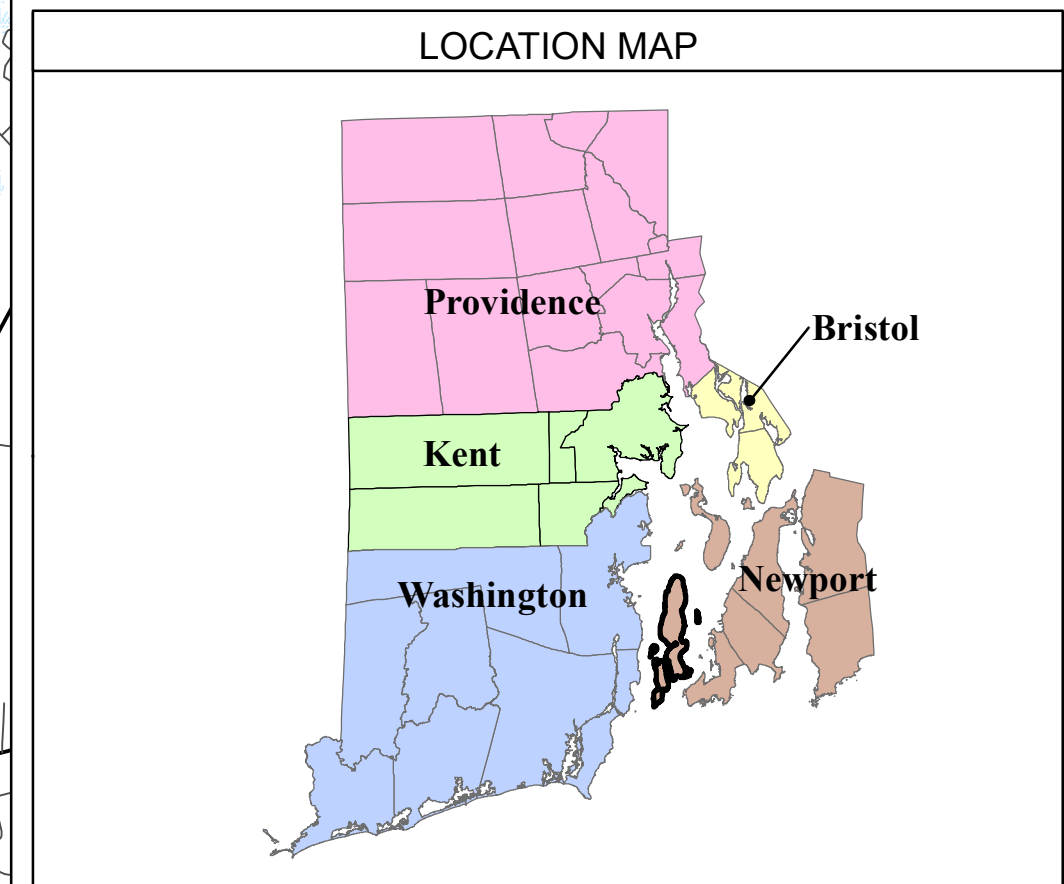 LOCATION MAP
Providence
Bristol
Kent
Newport
Washington